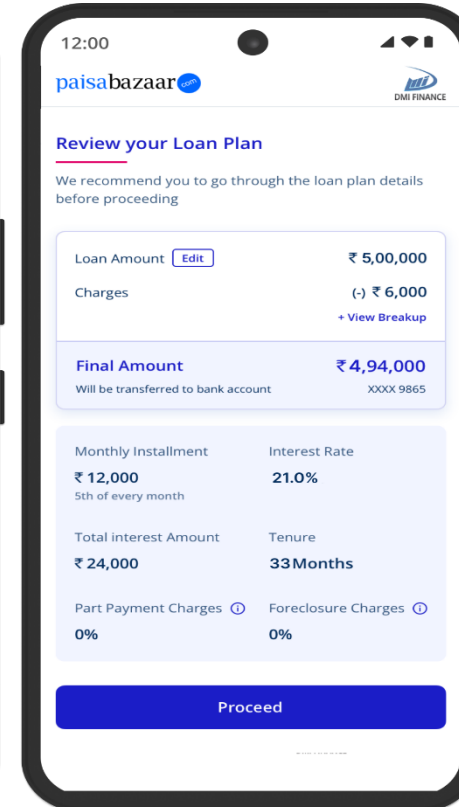 12:00
paisabazaar.com
mi
DMI FINANCE
Review your Loan Plan
We recommend you to go through the loan plan details
before proceeding
Loan Amount Edit ₹ 5,00,000
Charges (-) ₹ 6,000
+ View Breakup
Final Amount ₹ 4,94,000
Will be transferred to bank account XXXX 9865
Monthly Installment Interest Rate
₹ 12,000 21.0%
5th of every month
Total interest Amount Tenure
₹ 24,000 33 Months
Part Payment Charges Foreclosure Charges
0% 0%
Proceed